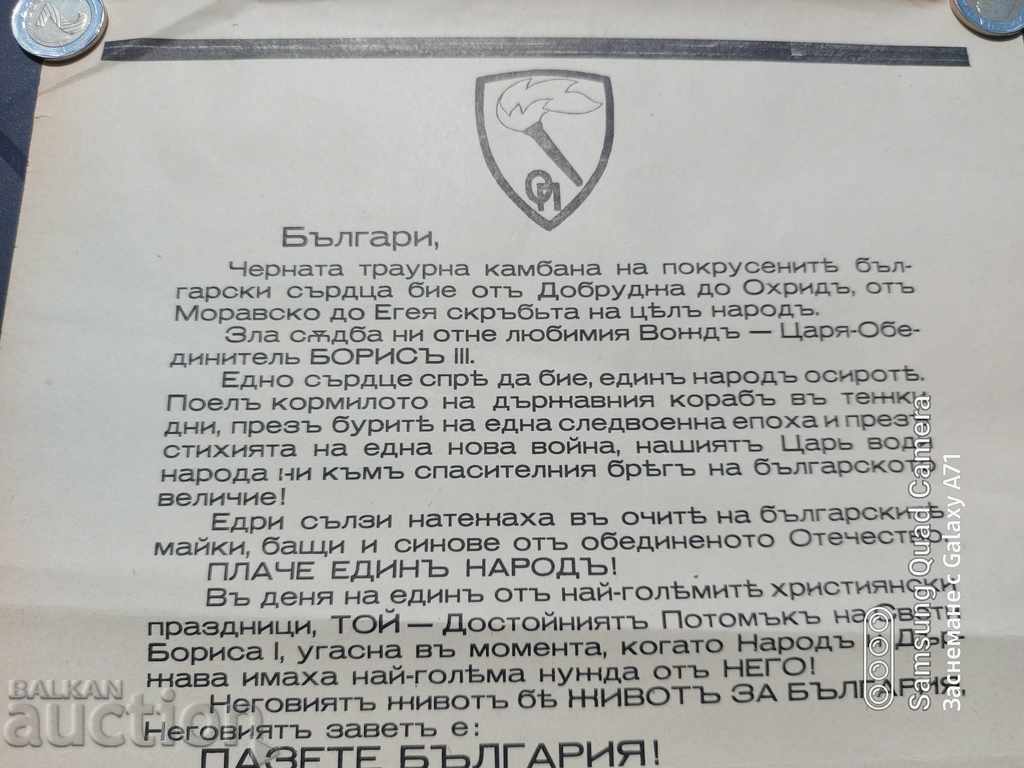 ОП
Българи,
Черната траурна камбана на покрусенитѣ бъл-
гарски сърдца бие отъ Добруджа до Охридъ, отъ
Моравско до Егея скръбьта на цѣлъ народъ.
Зла сѫдба ни отне любимия Вождъ — Царя-Обе-
динитель БОРИСЪ III.
Едно сърдце спрѣ да бие, единъ народъ осиротѣ.
Поелъ кормилото на държавния корабъ въ тежки
дни, презъ буритѣ на една следвоенна епоха и презъ
стихията на една нова война, нашиятъ Царь води
народа ни къмъ спасителния брѣгъ на българското
величие!
Едри сълзи натежаха въ очитѣ на българскитѣ
майки, бащи и синове отъ обединеното Отечество.
ПЛАЧЕ ЕДИНЪ НАРОДЪ!
Въ деня на единъ отъ най-голѣмитѣ християнски
праздници, ТОЙ — Достойниятъ Потомъкъ на Свети
Бориса I, угасна въ момента, когато Народъ и Дър-
жава имаха най-голѣма нужда отъ НЕГО!
Неговиятъ животъ бѣ ЖИВОТЪ ЗА БЪЛГАРИЯ,
Неговиятъ заветъ е:
ПАЗЕТЕ БЪЛГАРИЯ!
BALKAN
auction
Samsung Quad Camera
Заснемане с Galaxy A71